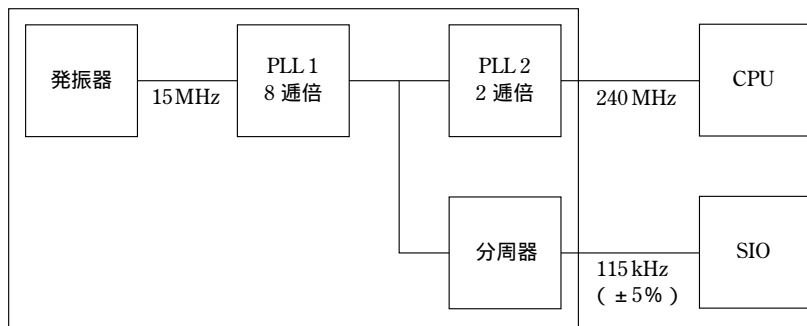 発振器
15MHz
PLL 1
8 逓倍
PLL 2
2 逓倍
240 MHz
CPU
分周器
115 kHz
( ±5% )
SIO